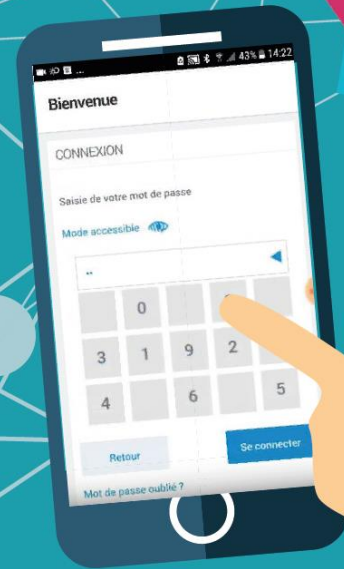 ... 43% 14:22
Bienvenue
CONNEXION
Saisie de votre mot de passe
Mode accessible
..
0
3 1 9 2
4 6 5
Retour Se connecter
Mot de passe oublié ?